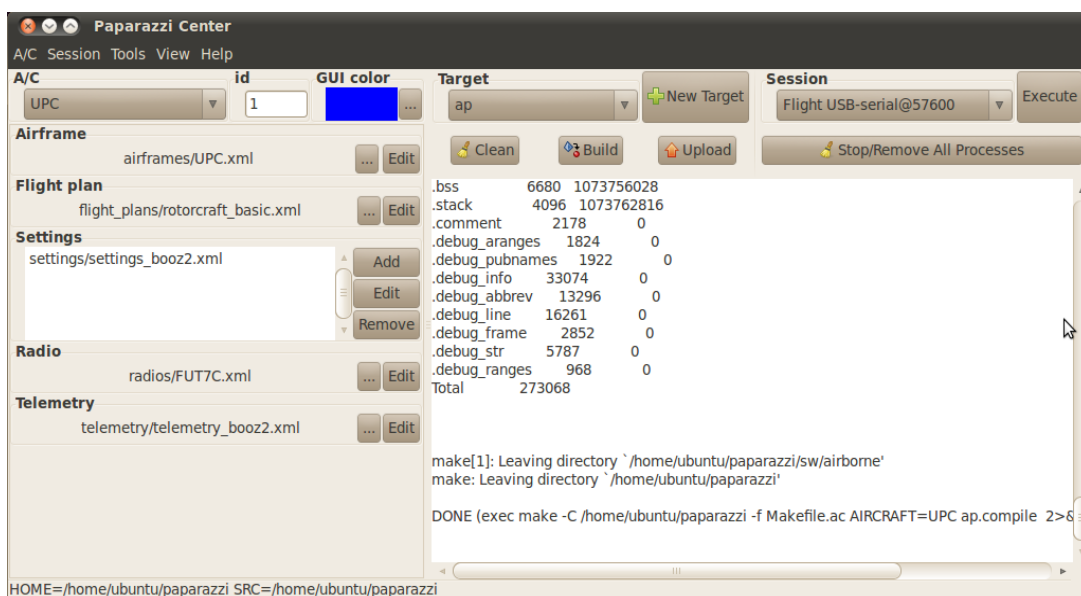 Paparazzi Center
A/C Session Tools View Help
A/C id GUI color
UPC 1 ...
Airframe
airframes/UPC.xml ... Edit
Flight plan
flight_plans/rotorcraft_basic.xml ... Edit
Settings
settings/settings_booz2.xml
Add
Edit
Remove
Radio
radios/FUT7C.xml ... Edit
Telemetry
telemetry/telemetry_booz2.xml ... Edit
Target Session
ap New Target Flight USB-serial@57600 Execute
Clean Build Upload Stop/Remove All Processes
.bss 6680 1073756028
.stack 4096 1073762816
.comment 2178 0
.debug_aranges 1824 0
.debug_pubnames 1922 0
.debug_info 33074 0
.debug_abbrev 13296 0
.debug_line 16261 0
.debug_frame 2852 0
.debug_str 5787 0
.debug_ranges 968 0
Total 273068
make[1]: Leaving directory `/home/ubuntu/paparazzi/sw/airborne'
make: Leaving directory `/home/ubuntu/paparazzi'
DONE (exec make -C /home/ubuntu/paparazzi -f Makefile.ac AIRCRAFT=UPC ap.compile 2>&
HOME=/home/ubuntu/paparazzi SRC=/home/ubuntu/paparazzi